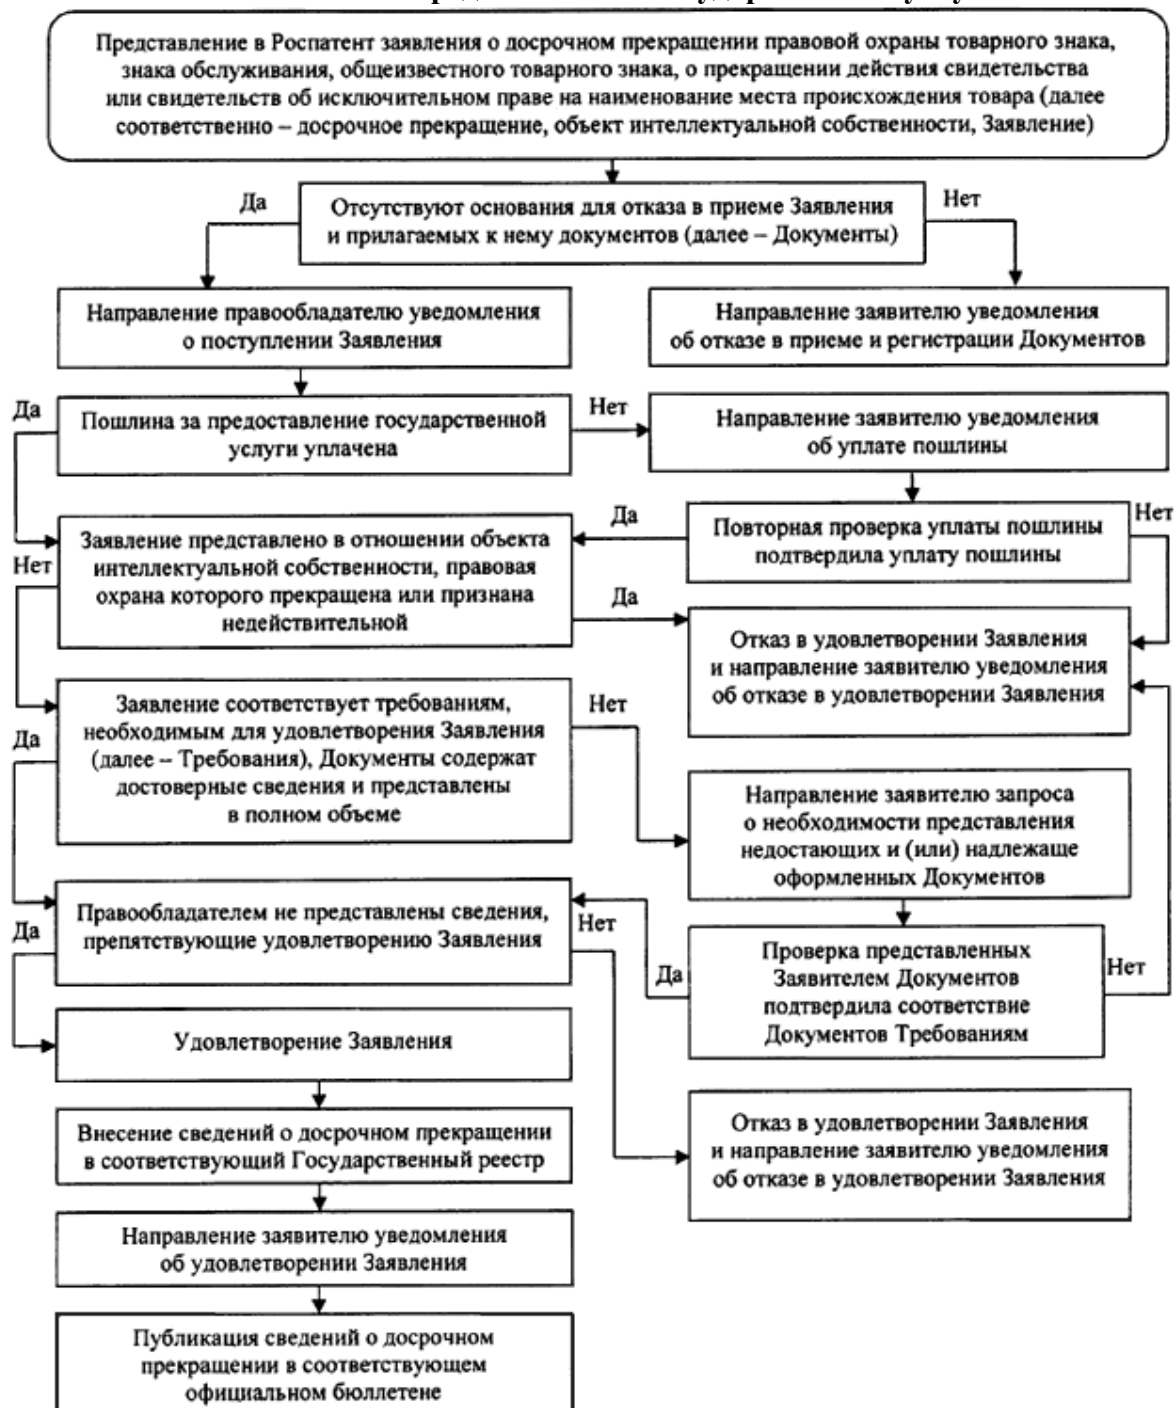 Представление в Роспатент заявления о досрочном прекращении правовой охраны товарного знака,
знака обслуживания, общеизвестного товарного знака, о прекращении действия свидетельства
или свидетельств об исключительном праве на наименование места происхождения товара (далее
соответственно – досрочное прекращение, объект интеллектуальной собственности, Заявление)
Да
Отсутствуют основания для отказа в приеме Заявления
и прилагаемых к нему документов (далее – Документы)
Нет
Направление правообладателю уведомления
о поступлении Заявления
Направление заявителю уведомления
об отказе в приеме и регистрации Документов
Да
Пошлина за предоставление государственной
услуги уплачена
Нет
Направление заявителю уведомления
об уплате пошлины
Да
Повторная проверка уплаты пошлины
подтвердила уплату пошлины
Нет
Нет
Заявление представлено в отношении объекта
интеллектуальной собственности, правовая
охрана которого прекращена или признана
недействительной
Да
Отказ в удовлетворении Заявления
и направление заявителю уведомления
об отказе в удовлетворении Заявления
Да
Заявление соответствует требованиям,
необходимым для удовлетворения Заявления
(далее – Требования), Документы содержат
достоверные сведения и представлены
в полном объеме
Нет
Направление заявителю запроса
о необходимости представления
недостающих и (или) надлежаще
оформленных Документов
Да
Правообладателем не представлены сведения,
препятствующие удовлетворению Заявления
Нет
Да
Проверка представленных
Заявителем Документов
подтвердила соответствие
Документов Требованиям
Нет
Удовлетворение Заявления
Внесение сведений о досрочном прекращении
в соответствующий Государственный реестр
Отказ в удовлетворении Заявления
и направление заявителю уведомления
об отказе в удовлетворении Заявления
Направление заявителю уведомления
об удовлетворении Заявления
Публикация сведений о досрочном
прекращении в соответствующем
официальном бюллетене